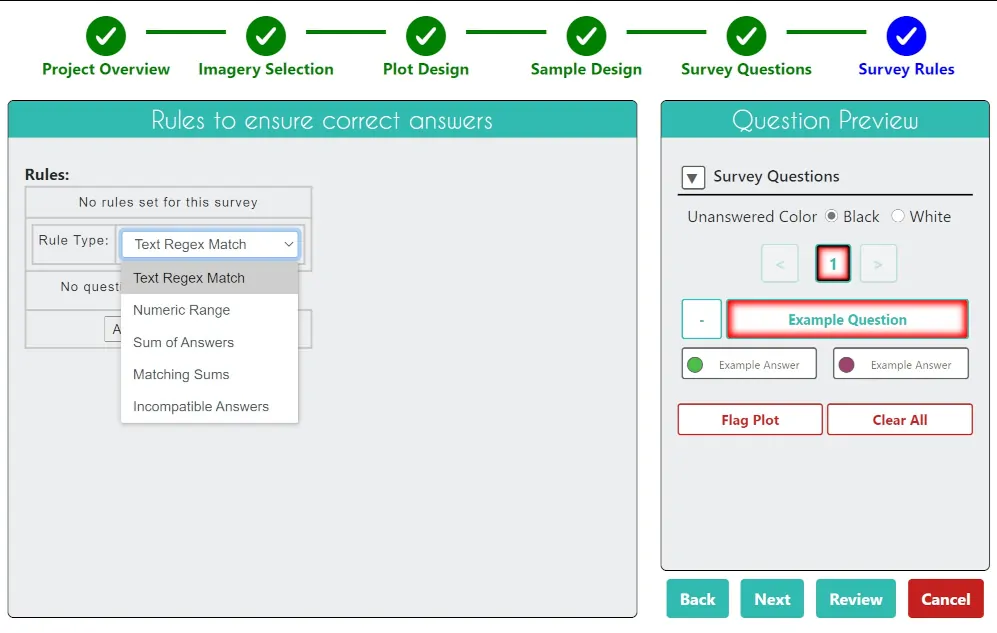 Project Overview Imagery Selection Plot Design Sample Design Survey Questions Survey Rules
Rules to ensure correct answers
Rules:
No rules set for this survey
Rule Type: Text Regex Match
Text Regex Match
Numeric Range
Sum of Answers
Matching Sums
Incompatible Answers
No
Question Preview
Survey Questions
Unanswered Color Black White
< 1 >
- Example Question
Example Answer Example Answer
Flag Plot Clear All
Back Next Review Cancel